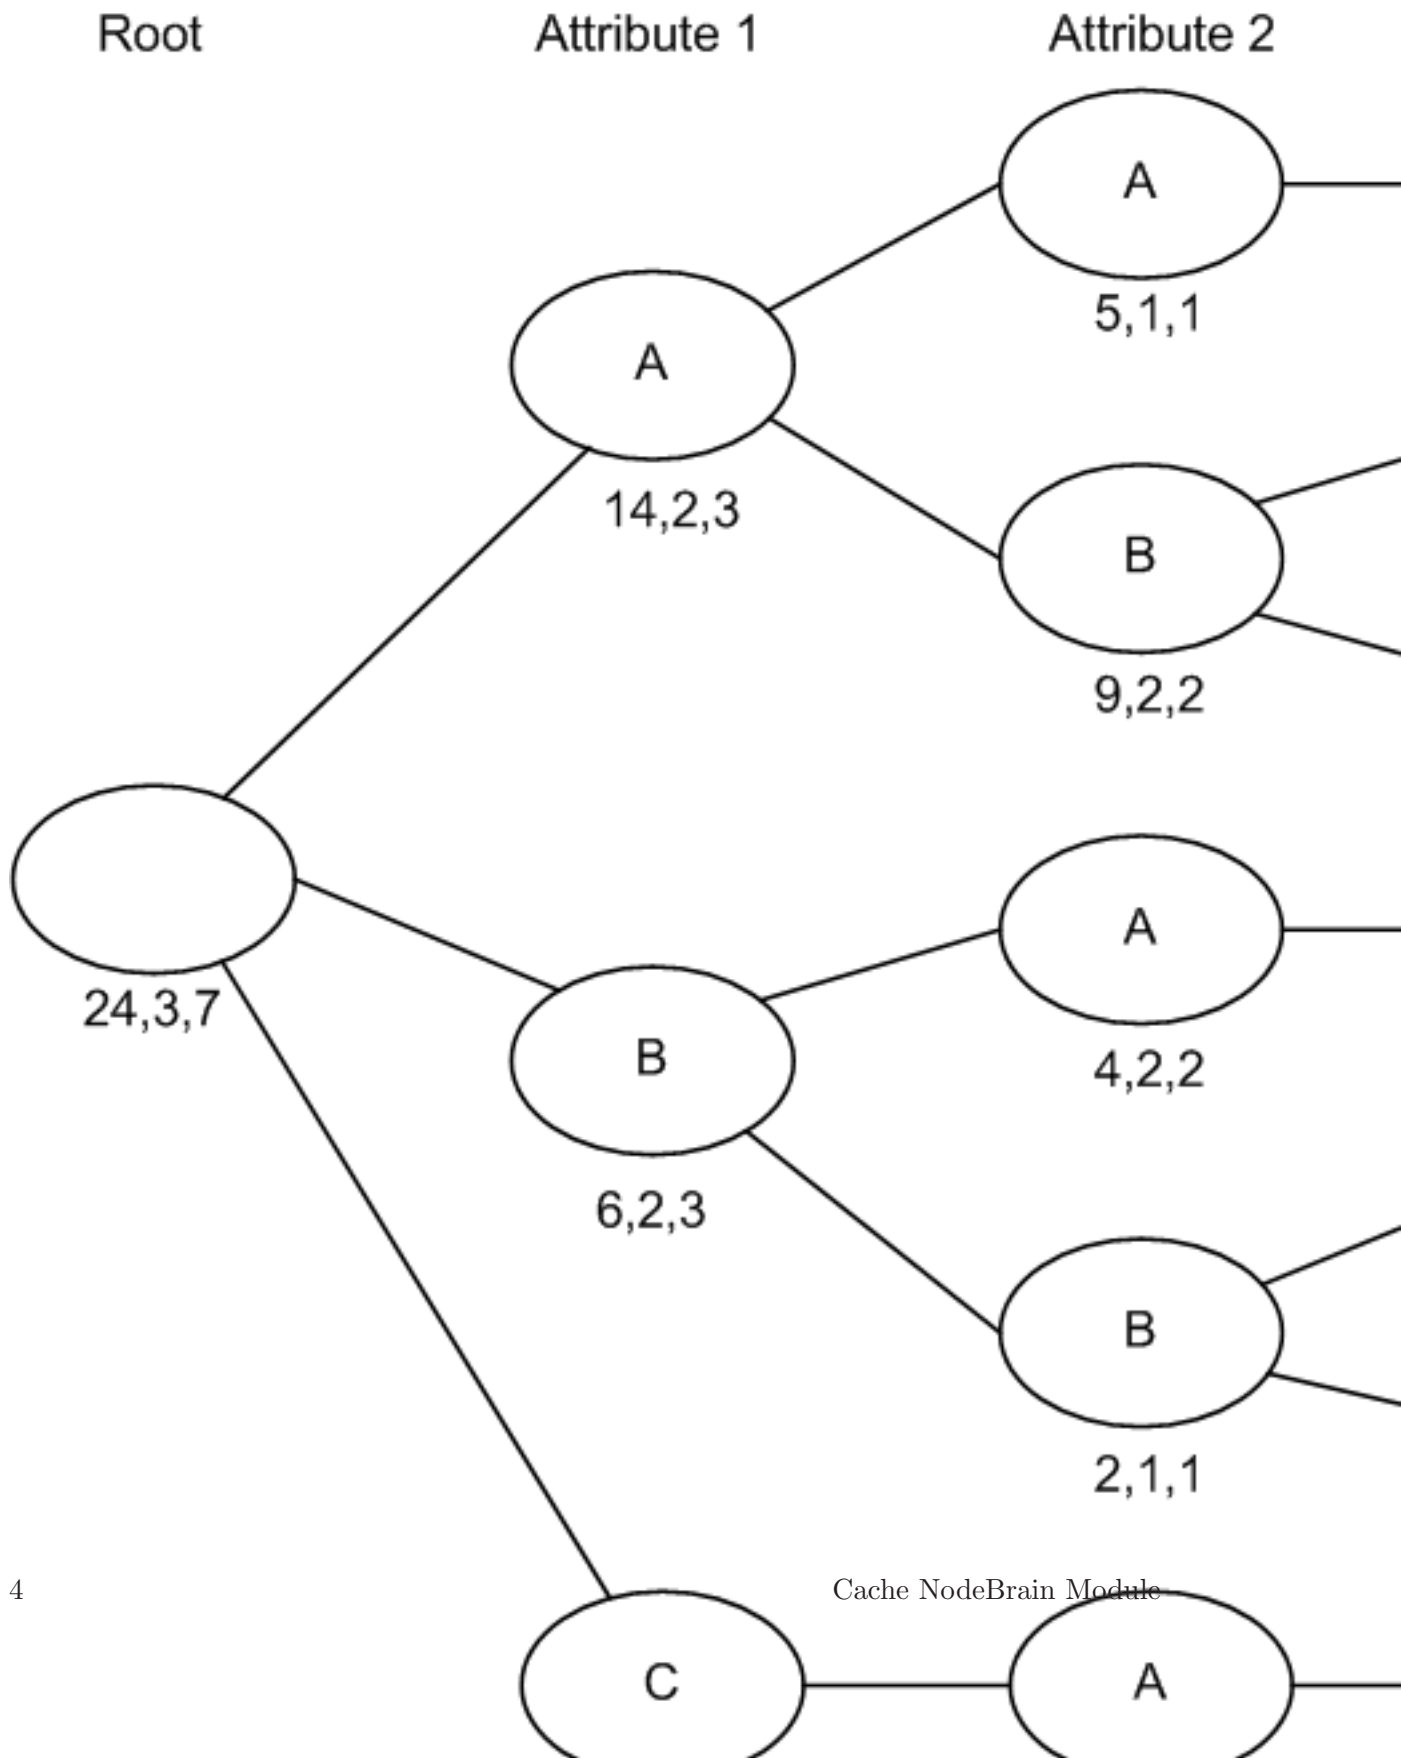 Root Attribute 1 Attribute 2
A
5,1,1
A
14,2,3
B
9,2,2
24,3,7
A
4,2,2
B
6,2,3
B
2,1,1
4 Cache NodeBrain Module
C A